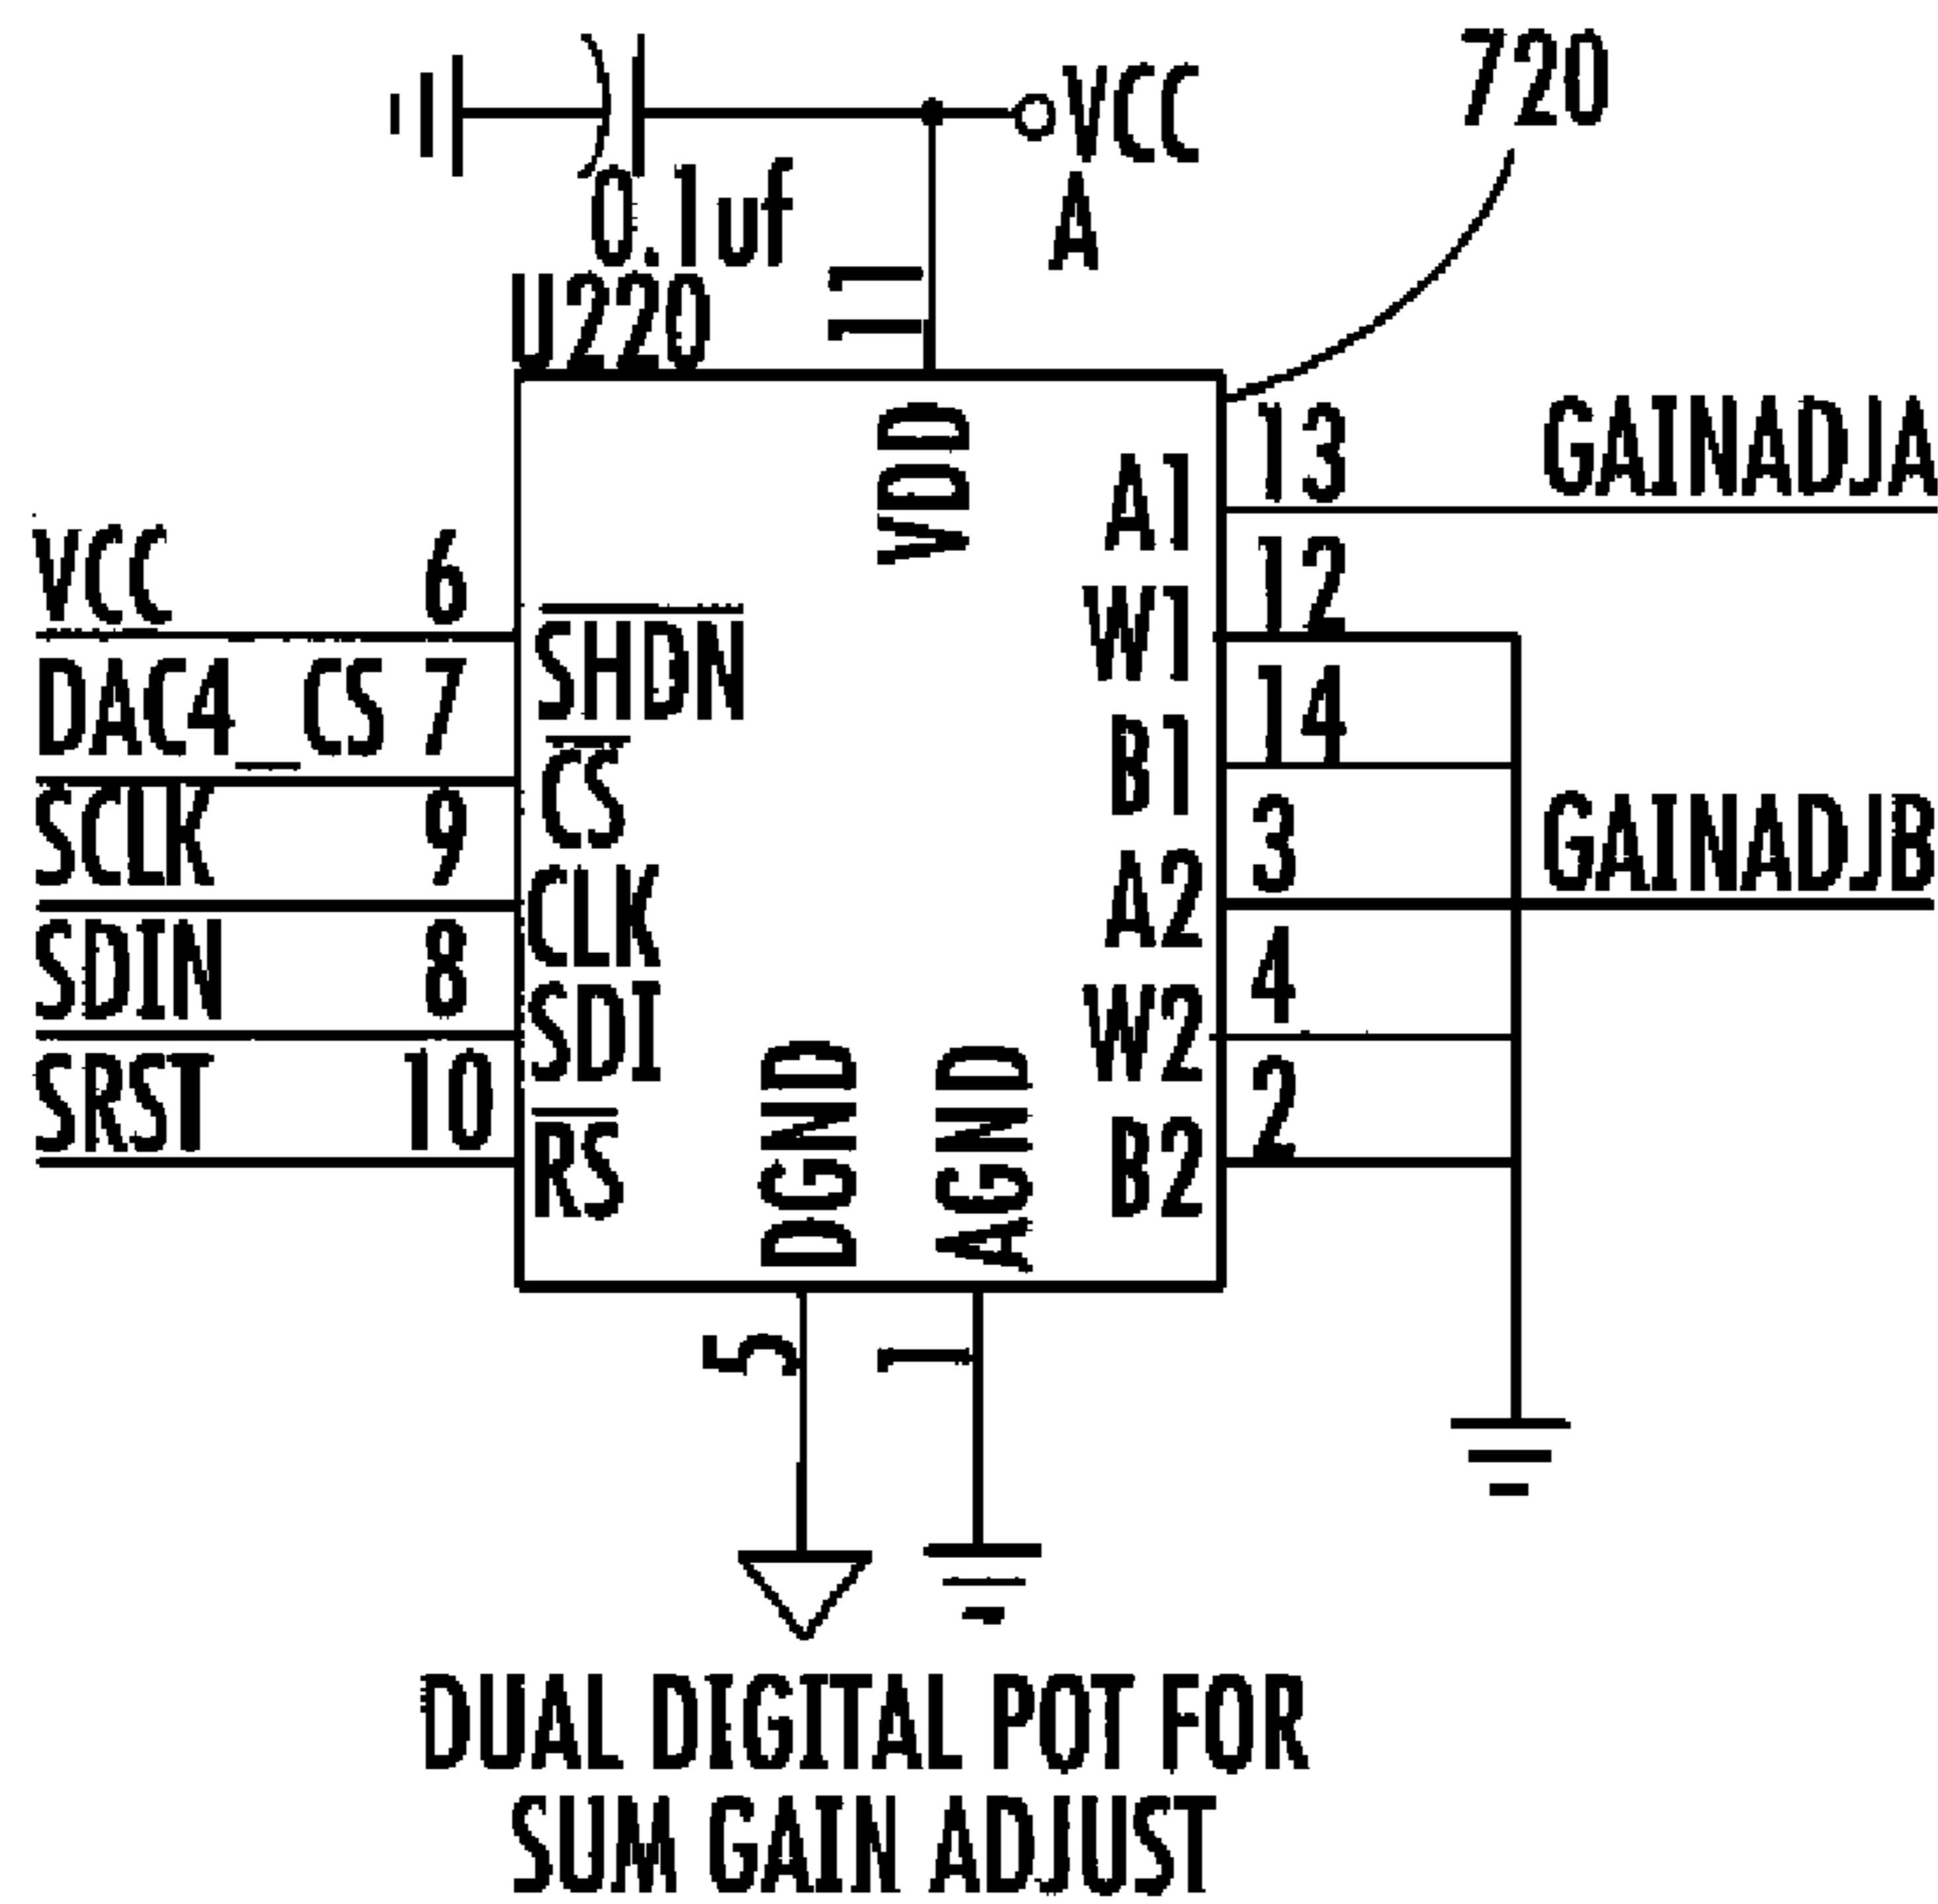 720
VCC
A
0.1uf
U220
11
VDD
13 GAINADJA
A1
VCC 6
12
SHDN
W1
DAC4_CS 7
14
CS
B1
SCLK 9
3 GAINADJB
CLK
A2
SDIN 8
4
SDI
W2
SRST 10
2
RS
DGND
AGND
B2
5
1
DUAL DIGITAL POT FOR
SUM GAIN ADJUST